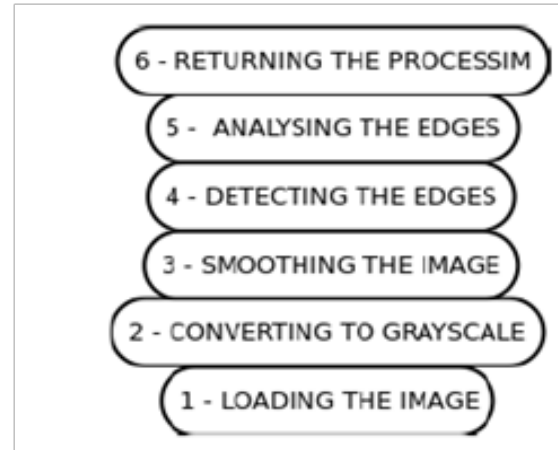 6 - RETURNING THE PROCESSIM
5 -  ANALYSING THE EDGES
4 - DETECTING THE EDGES
3 - SMOOTHING THE IMAGE
2 - CONVERTING TO GRAYSCALE
1 - LOADING THE IMAGE